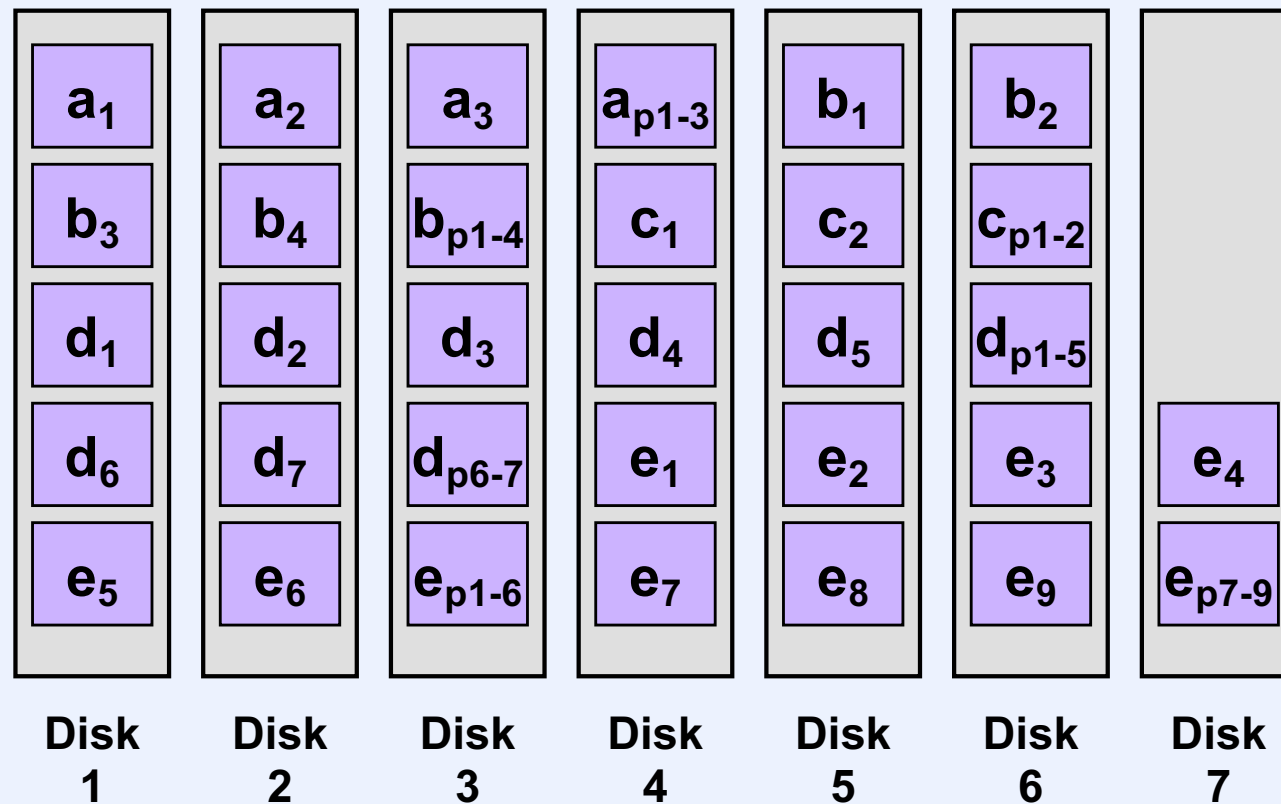 a1 a2 a3 ap1-3 b1 b2
b3 b4 bp1-4 c1 c2 cp1-2
d1 d2 d3 d4 d5 dp1-5
d6 d7 dp6-7 e1 e2 e3 e4
e5 e6 ep1-6 e7 e8 e9 ep7-9
Disk Disk Disk Disk Disk Disk Disk
1 2 3 4 5 6 7